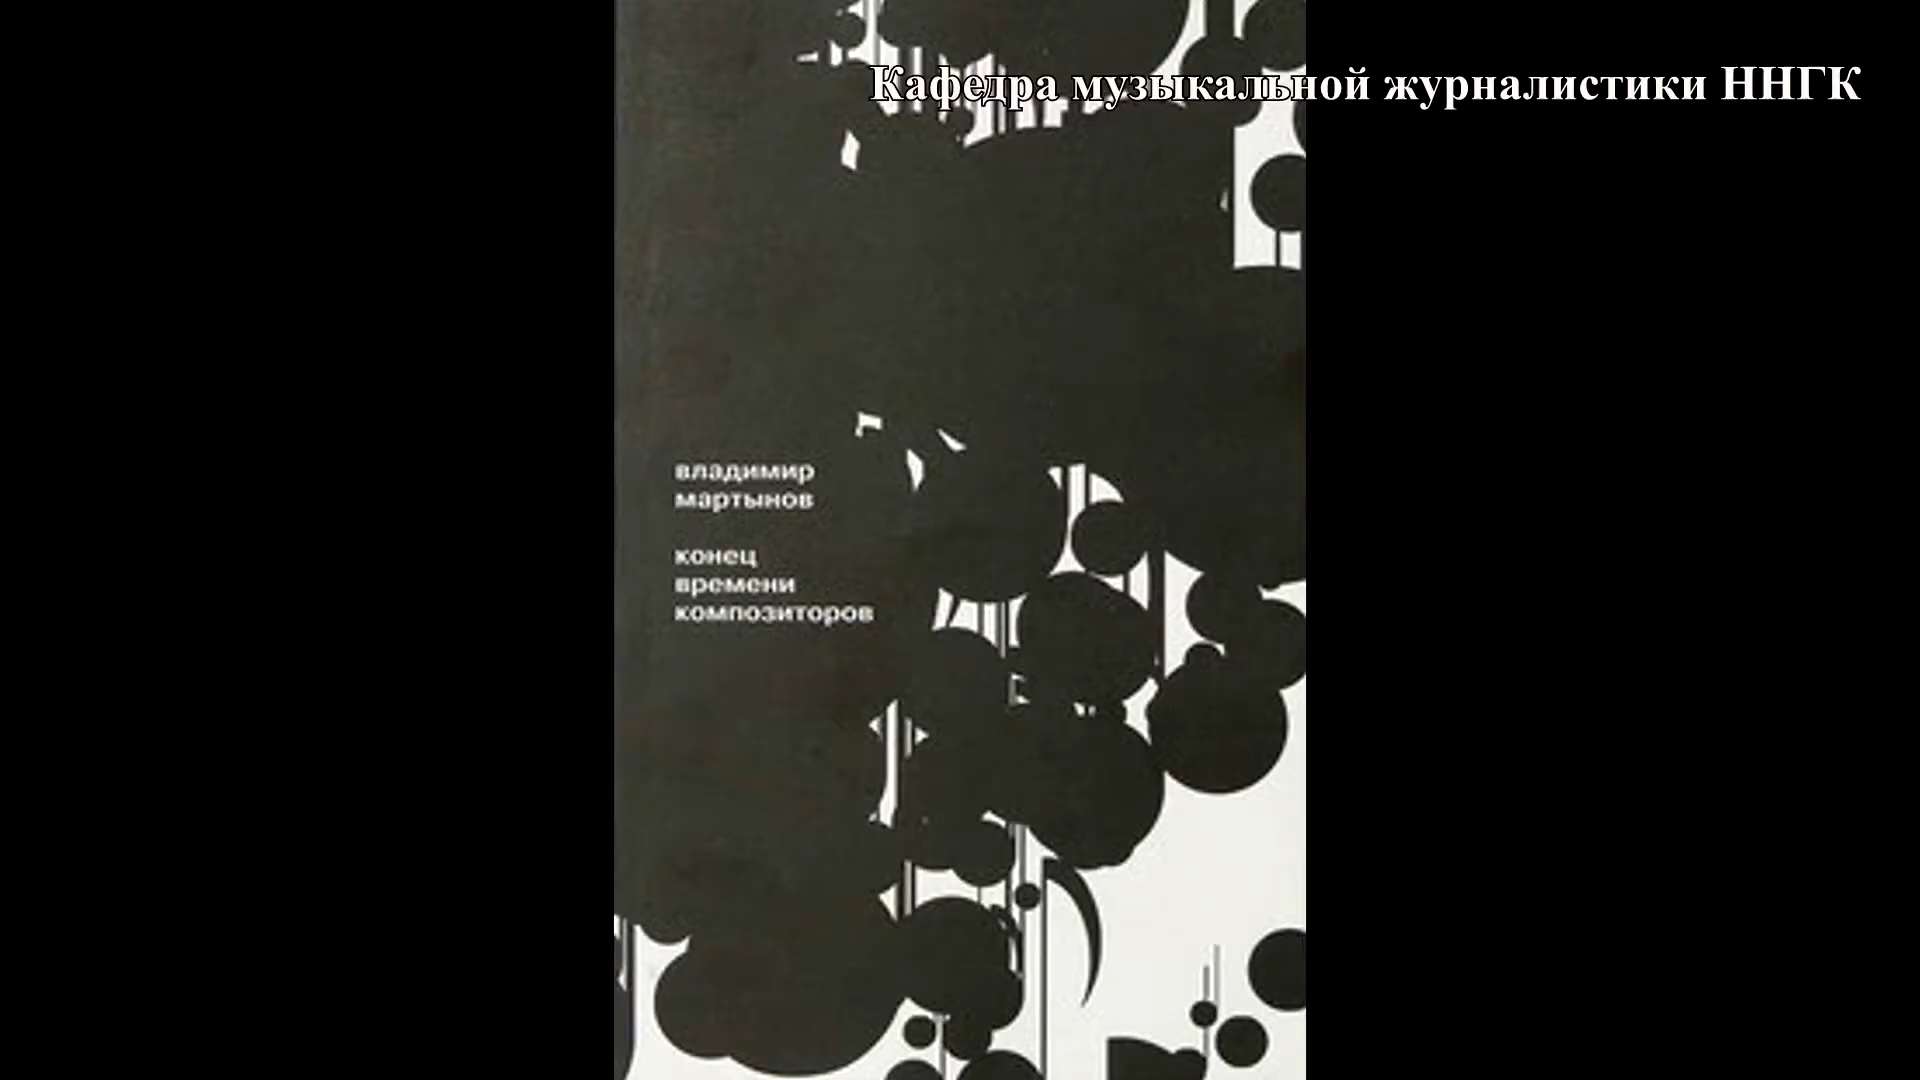 Кафедра музыкальной журналистики ННГК
владимир
мартынов
конец
времени
композиторов